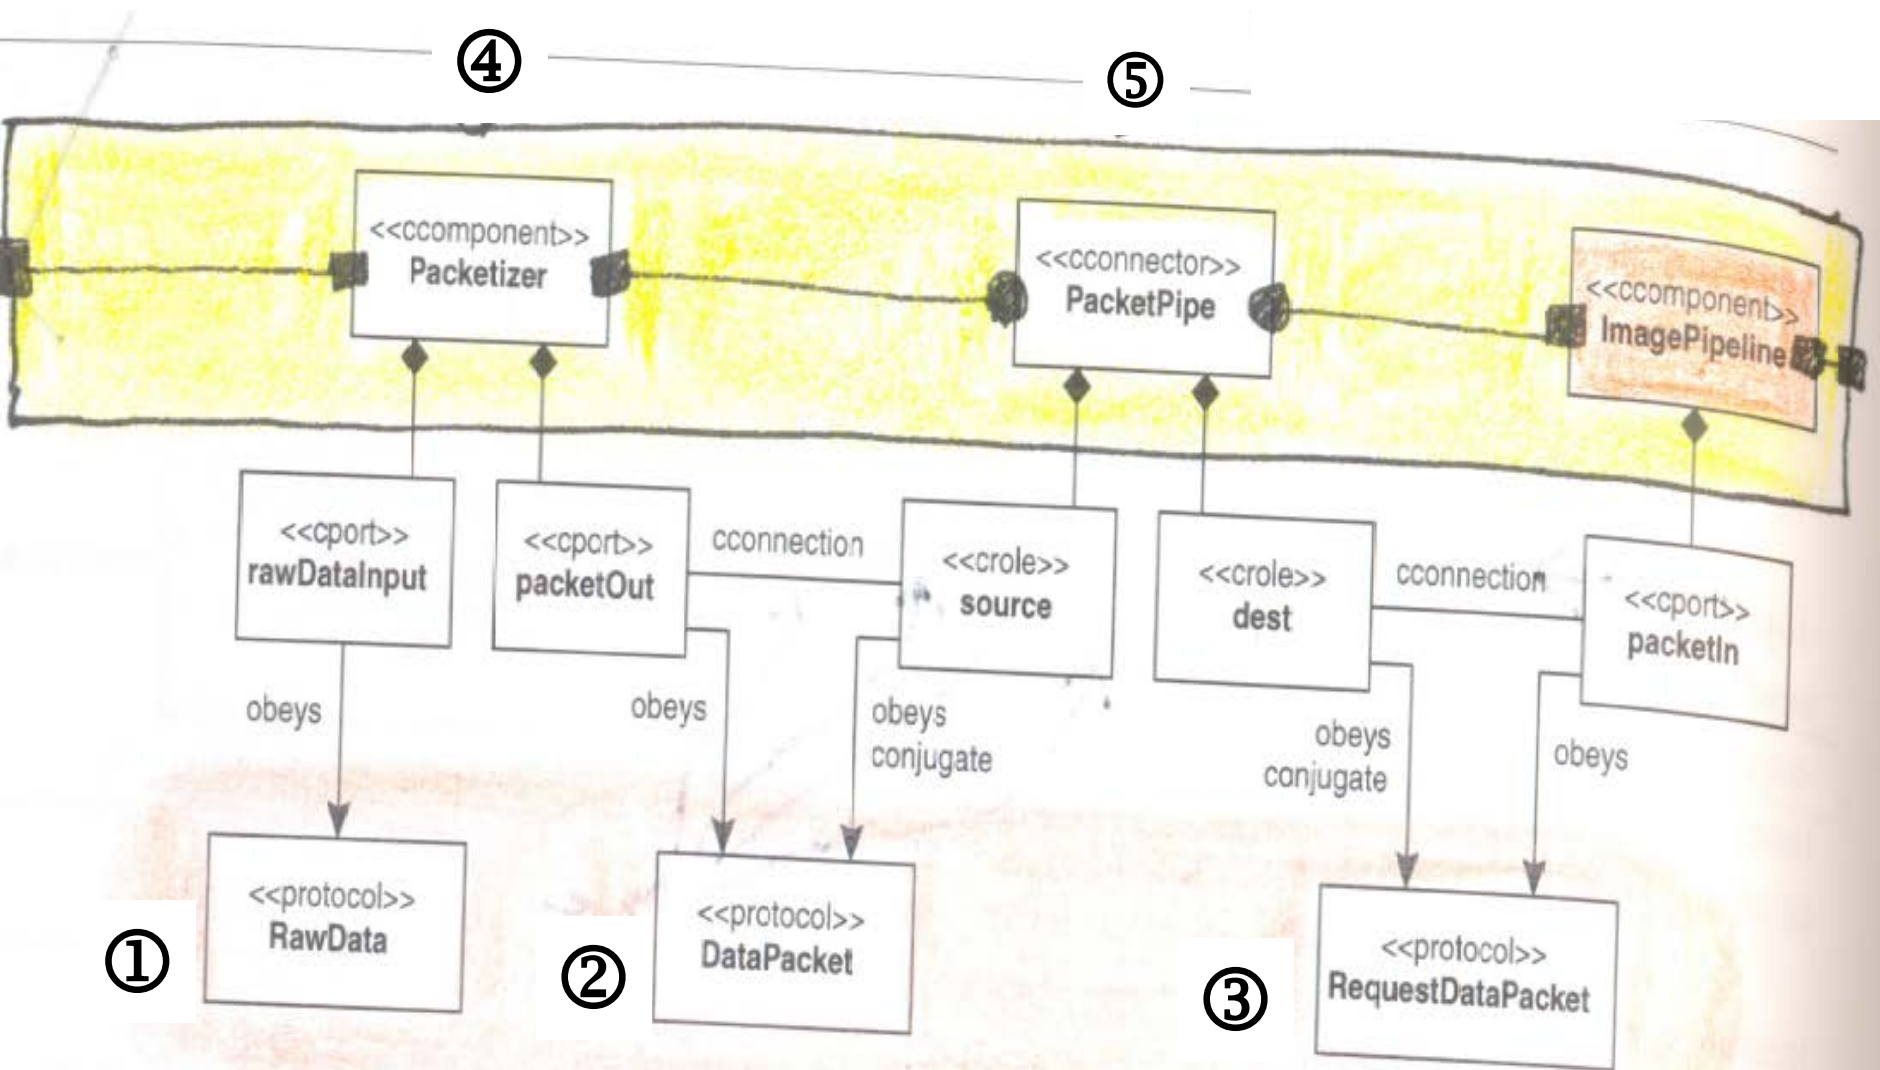 ④
⑤
<<ccomponent>>
Packetizer
<<cconnector>>
PacketPipe
<<ccomponent>>
ImagePipeline
<<cport>>
rawDataInput
<<cport>>
packetOut
cconnection
<<crole>>
source
<<crole>>
dest
cconnection
<<cport>>
packetIn
obeys
obeys
obeys
conjugate
obeys
conjugate
obeys
①
<<protocol>>
RawData
②
<<protocol>>
DataPacket
③
<<protocol>>
RequestDataPacket